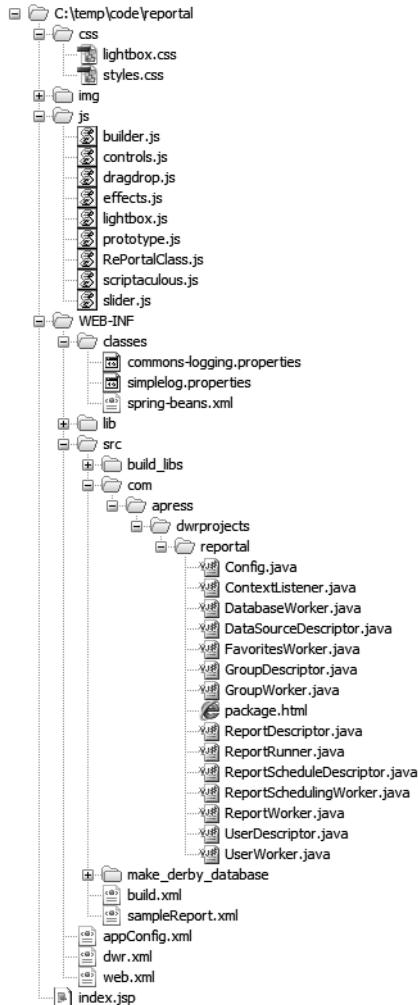 C:\temp\code\reportal
css
lightbox.css
styles.css
img
js
builder.js
controls.js
dragdrop.js
effects.js
lightbox.js
prototype.js
RePortalClass.js
scriptaculous.js
slider.js
WEB-INF
classes
commons-logging.properties
simplelog.properties
spring-beans.xml
lib
src
build_libs
com
apress
dwrprojects
reportal
Config.java
ContextListener.java
DatabaseWorker.java
DataSourceDescriptor.java
FavoritesWorker.java
GroupDescriptor.java
GroupWorker.java
package.html
ReportDescriptor.java
ReportRunner.java
ReportScheduleDescriptor.java
ReportSchedulingWorker.java
ReportWorker.java
UserDescriptor.java
UserWorker.java
make_derby_database
build.xml
sampleReport.xml
appConfig.xml
dwr.xml
web.xml
index.jsp